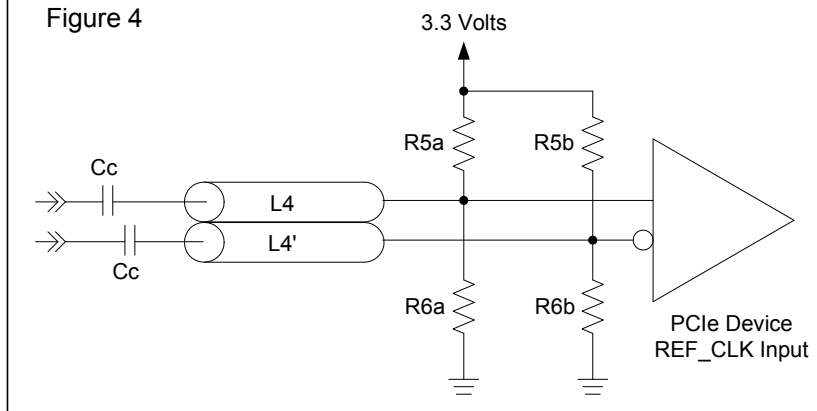 Figure 4
3.3 Volts
R5a
R5b
Cc
L4
L4'
Cc
R6a
R6b
PCIe Device
REF_CLK Input